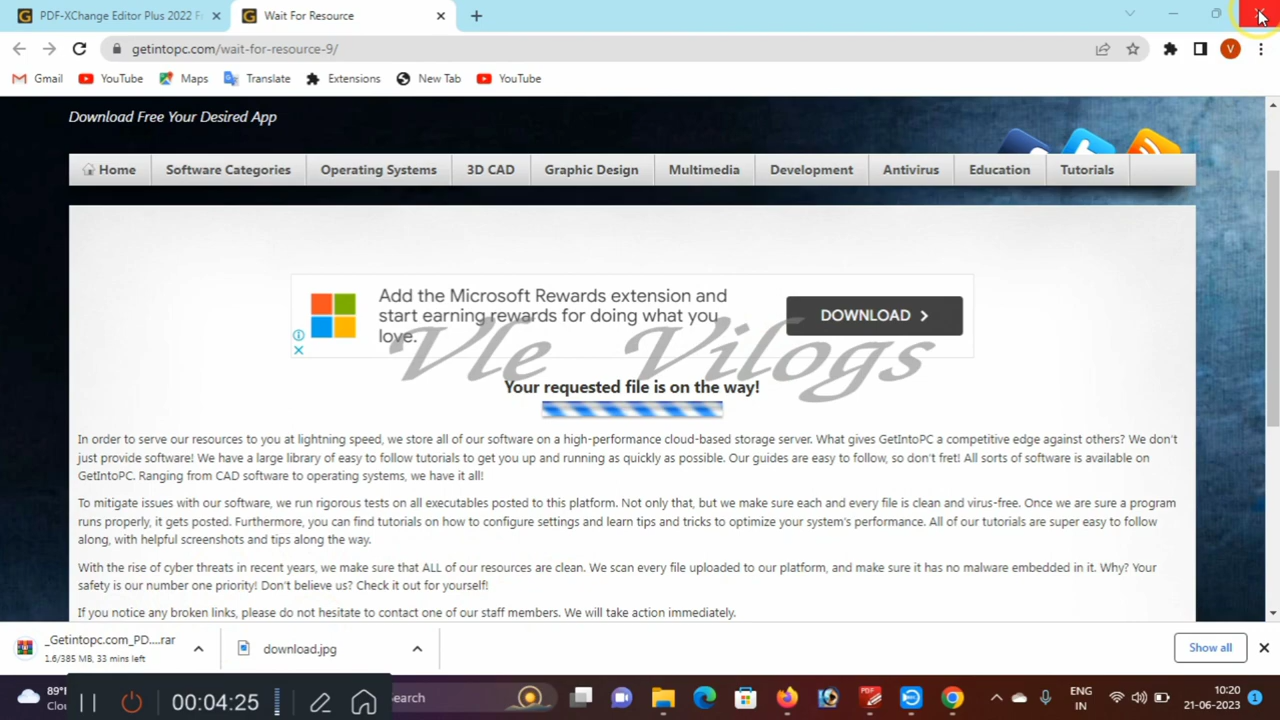 PDF-XChange Editor Plus 2022 F
Wait For Resource
getintopc.com/wait-for-resource-9/
V
Gmail
YouTube
Maps
Translate
Extensions
New Tab
YouTube
Download Free Your Desired App
Home
Software Categories
Operating Systems
3D CAD
Graphic Design
Multimedia
Development
Antivirus
Education
Tutorials
Add the Microsoft Rewards extension and
start earning rewards for doing what you
love.
DOWNLOAD
Vle Vilogs
Your requested file is on the way!
In order to serve our resources to you at lightning speed, we store all of our software on a high-performance cloud-based storage server. What gives GetIntoPC a competitive edge against others? We don't
just provide software! We have a large library of easy to follow tutorials to get you up and running as quickly as possible. Our guides are easy to follow, so don't fret! All sorts of software is available on
GetIntoPC. Ranging from CAD software to operating systems, we have it all!
To mitigate issues with our software, we run rigorous tests on all executables posted to this platform. Not only that, but we make sure each and every file is clean and virus-free. Once we are sure a program
runs properly, it gets posted. Furthermore, you can find tutorials on how to configure settings and learn tips and tricks to optimize your system's performance. All of our tutorials are super easy to follow
along, with helpful screenshots and tips along the way.
With the rise of cyber threats in recent years, we make sure that ALL of our resources are clean. We scan every file uploaded to our platform, and make sure it has no malware embedded in it. Why? Your
safety is our number one priority! Don't believe us? Check it out for yourself!
If you notice any broken links, please do not hesitate to contact one of our staff members. We will take action immediately.
_Getintopc.com_PD....rar
1.6/385 MB, 33 mins left
download.jpg
Show all
89°F
Clou
00:04:25
earch
PDF
ENG
IN
10:20
21-06-2023
1